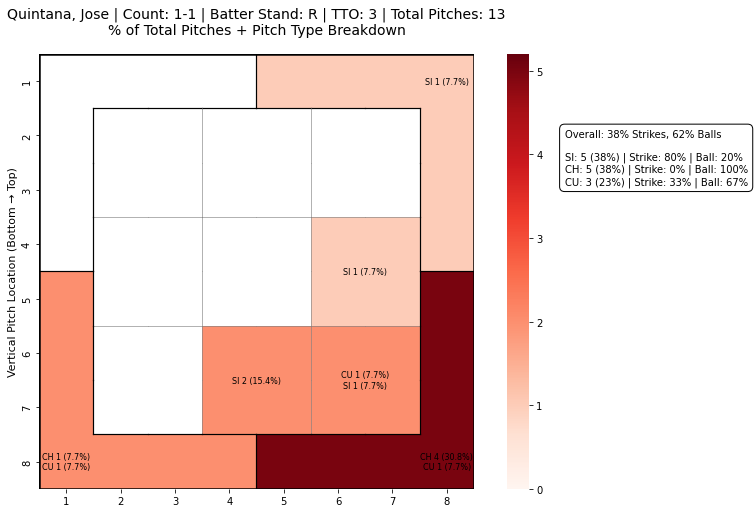 Quintana, Jose | Count: 1-1 | Batter Stand: R | TTO: 3 | Total Pitches: 13
% of Total Pitches + Pitch Type Breakdown
SI 1 (7.7%)
SI 1 (7.7%)
SI 2 (15.4%)
CU 1 (7.7%)
SI 1 (7.7%)
CH 1 (7.7%)
CU 1 (7.7%)
CH 4 (30.8%)
CU 1 (7.7%)
Vertical Pitch Location (Bottom → Top)
1
2
3
4
5
6
7
8
1 2 3 4 5 6 7 8
5
4
3
2
1
0
Overall: 38% Strikes, 62% Balls
SI: 5 (38%) | Strike: 80% | Ball: 20%
CH: 5 (38%) | Strike: 0% | Ball: 100%
CU: 3 (23%) | Strike: 33% | Ball: 67%